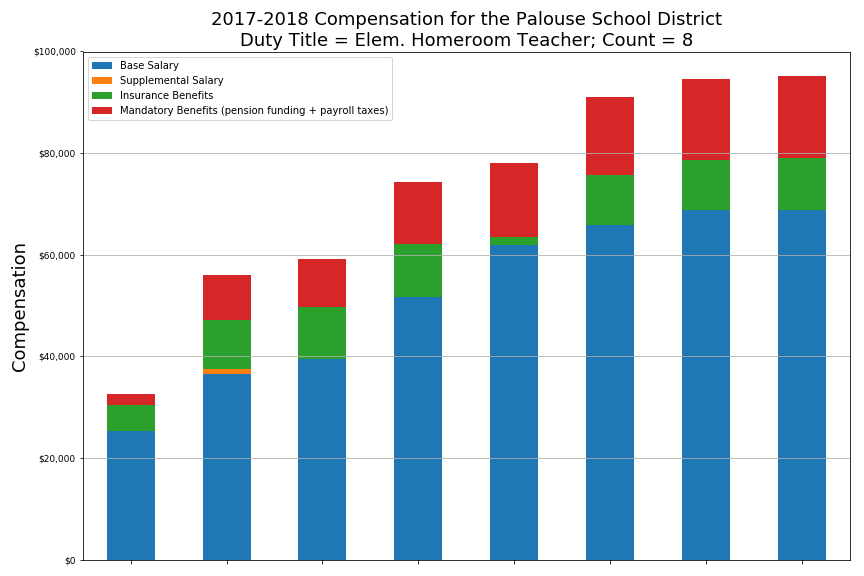 2017-2018 Compensation for the Palouse School District
Duty Title = Elem. Homeroom Teacher; Count = 8
$100,000
Base Salary
Supplemental Salary
Insurance Benefits
Mandatory Benefits (pension funding + payroll taxes)
$80,000
$60,000
Compensation
$40,000
$20,000
$0